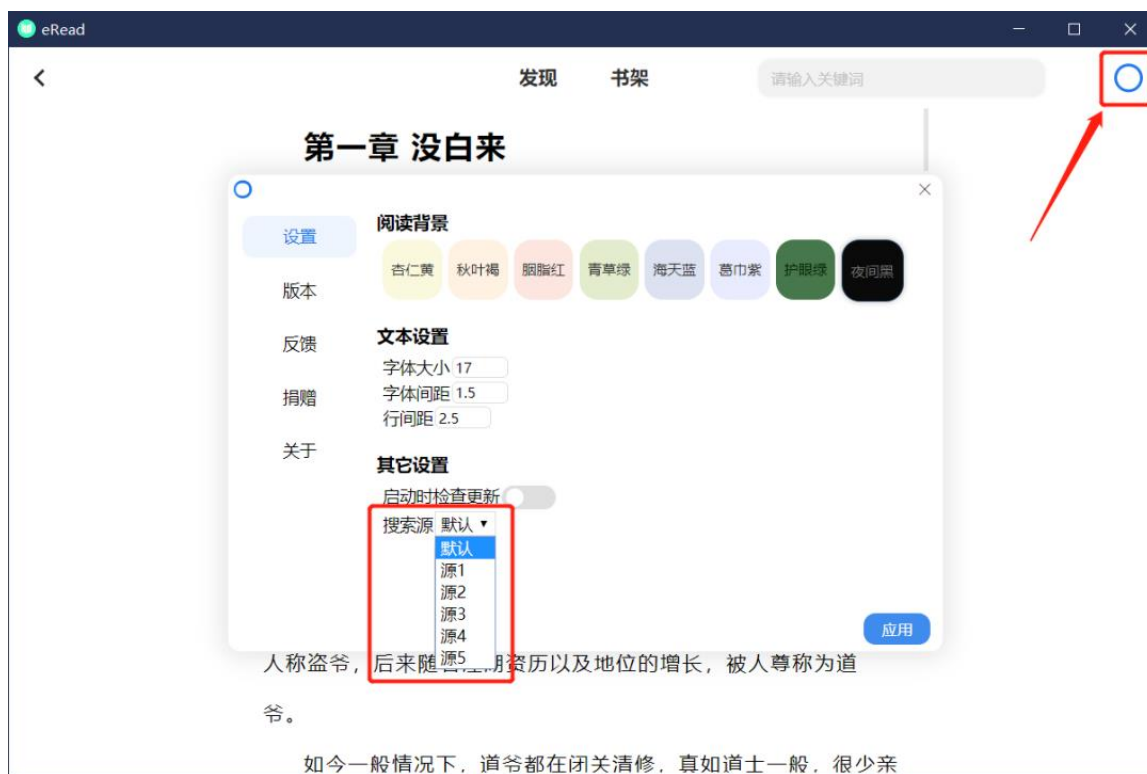 eRead
发现 书架 请输入关键词
第一章 没白来
设置
版本
反馈
捐赠
关于
阅读背景
杏仁黄 秋叶褐 胭脂红 青草绿 海天蓝 葛巾紫 护眼绿 夜间黑
文本设置
字体大小 17
字体间距 1.5
行间距 2.5
其它设置
启动时检查更新
搜索源 默认
默认
源1
源2
源3
源4
源5
应用
人称盗爷，后来随 资历以及地位的增长，被人尊称为道
爷。
如今一般情况下，道爷都在闭关清修，真如道士一般，很少亲